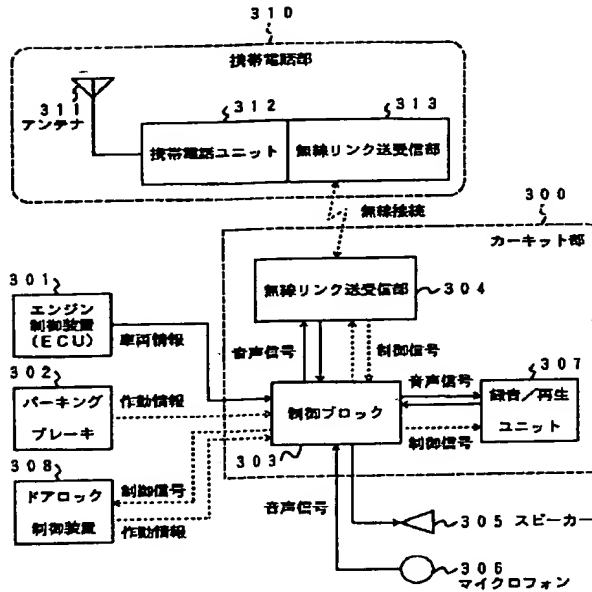 310
携帯電話部
311
アンテナ
312
携帯電話ユニット
313
無線リンク送受信部
無線接続
300
カーキット部
301
エンジン
制御装置
(ECU)
車両情報
無線リンク送受信部
304
音声信号
制御信号
302
パーキング
ブレーキ
作動情報
制御ブロック
303
音声信号
制御信号
307
録音/再生
ユニット
308
ドアロック
制御装置
制御信号
作動情報
音声信号
305 スピーカー
306
マイクロフォン